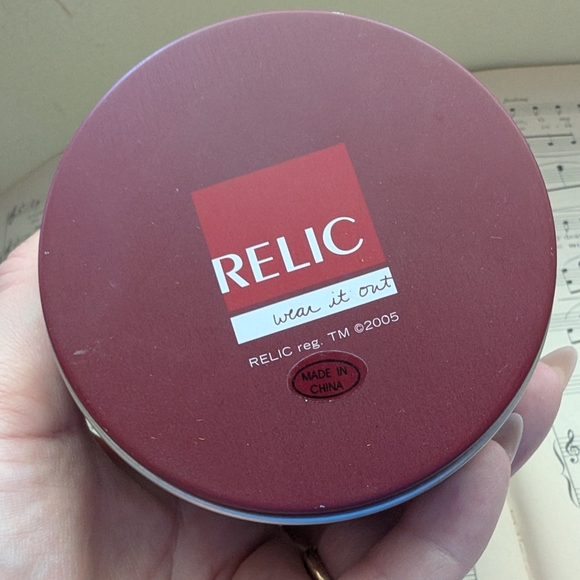 RELIC
wear it out
RELIC reg. TM ©2005
MADE IN
CHINA